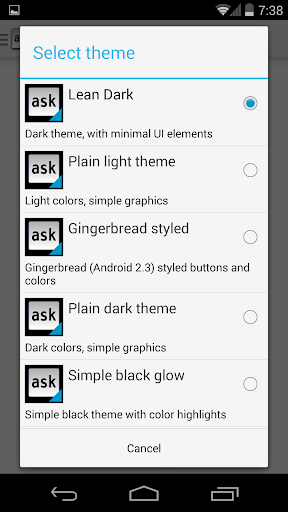 7:38
Select theme
ask
Lean Dark
Dark theme, with minimal UI elements
ask
Plain light theme
Light colors, simple graphics
ask
Gingerbread styled
Gingerbread (Android 2.3) styled buttons and
colors
ask
Plain dark theme
Dark colors, simple graphics
ask
Simple black glow
Simple black theme with color highlights
Cancel